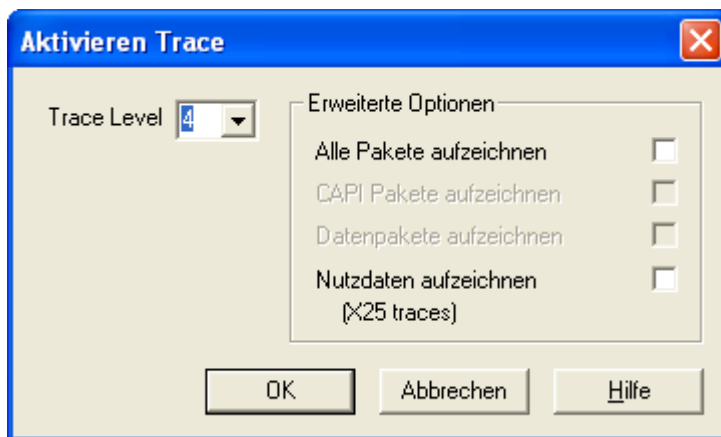 Aktivieren Trace
Trace Level 4
Erweiterte Optionen
Alle Pakete aufzeichnen
CAPI Pakete aufzeichnen
Datenpakete aufzeichnen
Nutzdaten aufzeichnen
(X25 traces)
OK Abbrechen Hilfe